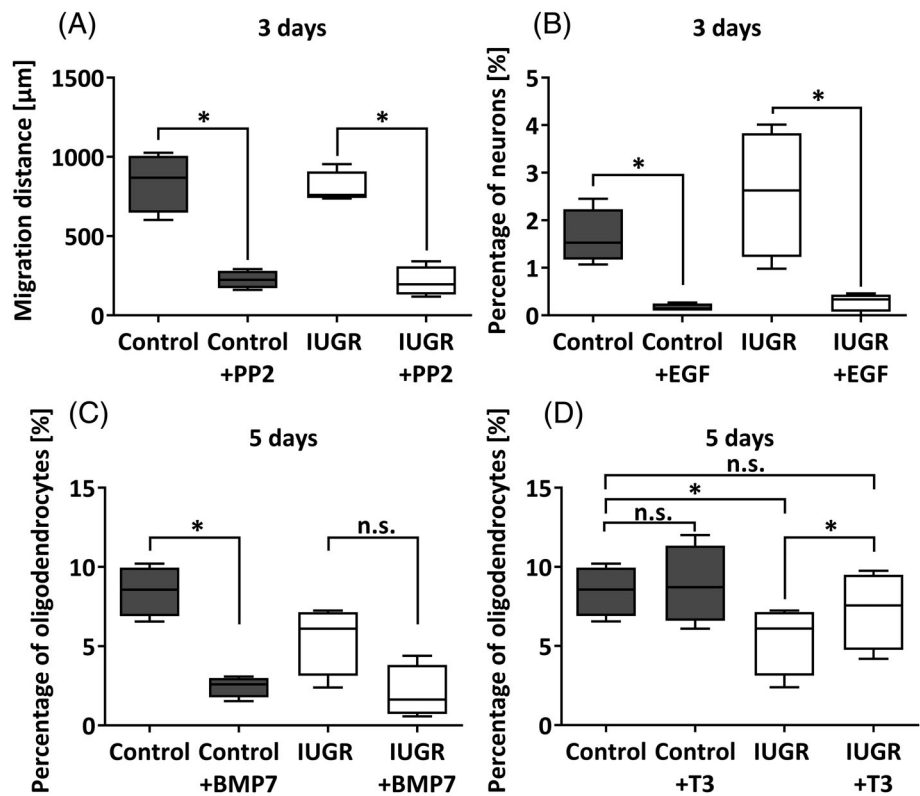 (A)
3 days
Migration distance [µm]
1500
1000
500
0
*
*
Control
Control
+PP2
IUGR
IUGR
+PP2
(B)
3 days
Percentage of neurons [%]
5
4
3
2
1
0
*
*
Control
Control
+EGF
IUGR
IUGR
+EGF
(C)
5 days
Percentage of oligodendrocytes [%]
15
10
5
0
*
n.s.
Control
Control
+BMP7
IUGR
IUGR
+BMP7
(D)
5 days
Percentage of oligodendrocytes [%]
15
10
5
0
n.s.
*
n.s.
*
Control
Control
+T3
IUGR
IUGR
+T3